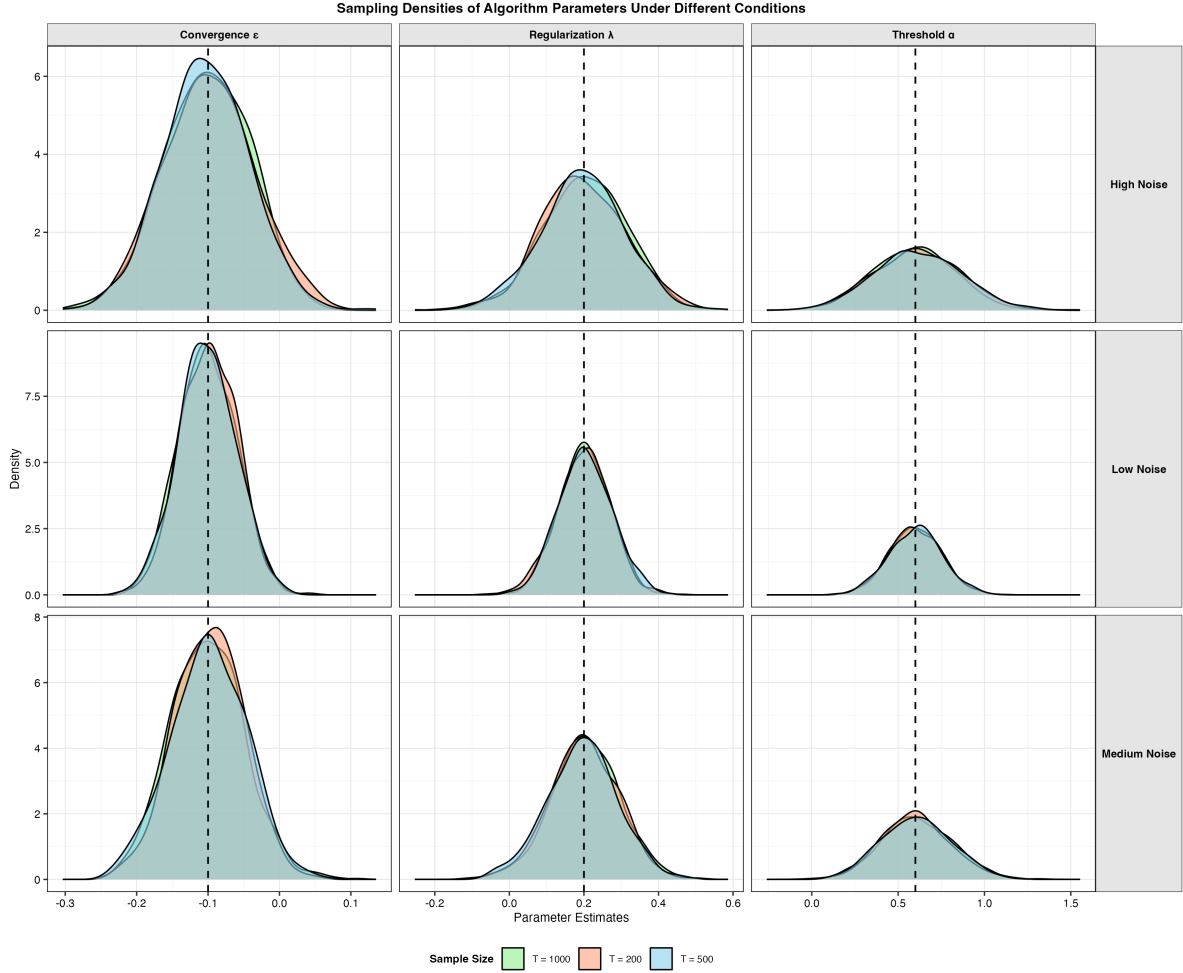 Sampling Densities of Algorithm Parameters Under Different Conditions
Convergence ε
Regularization λ
Threshold α
High Noise
Low Noise
Medium Noise
Density
6
4
2
0
7.5
5.0
2.5
0.0
8
6
4
2
0
-0.3 -0.2 -0.1 0.0 0.1
-0.2 0.0 0.2 0.4 0.6
0.0 0.5 1.0 1.5
Parameter Estimates
Sample Size T = 1000 T = 200 T = 500